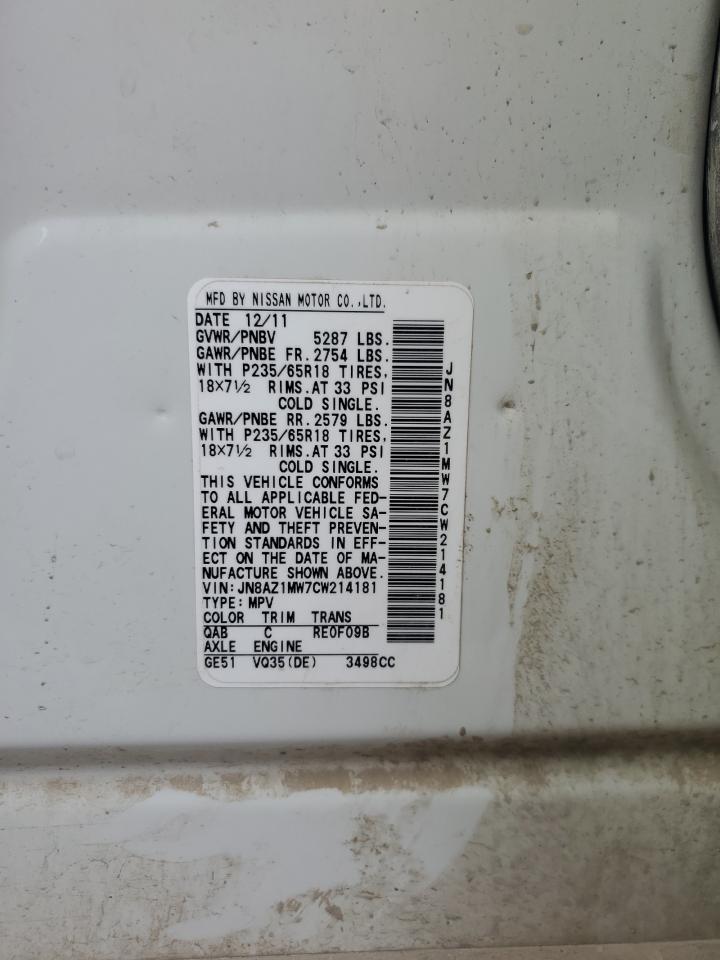 MFD BY NISSAN MOTOR CO.,LTD.
DATE 12/11
GVWR/PNBV 5287 LBS.
GAWR/PNBE FR.2754 LBS.
WITH P235/65R18 TIRES,
18X7½ RIMS.AT 33 PSI
COLD SINGLE.
GAWR/PNBE RR.2579 LBS.
WITH P235/65R18 TIRES,
18X7½ RIMS.AT 33 PSI
COLD SINGLE.
THIS VEHICLE CONFORMS
TO ALL APPLICABLE FED-
ERAL MOTOR VEHICLE SA-
FETY AND THEFT PREVEN-
TION STANDARDS IN EFF-
ECT ON THE DATE OF MA-
NUFACTURE SHOWN ABOVE.
VIN:JN8AZ1MW7CW214181
TYPE:MPV
COLOR TRIM TRANS
QAB C RE0F09B
AXLE ENGINE
GE51 VQ35(DE) 3498CC
JN8AZ1MW7CW214181